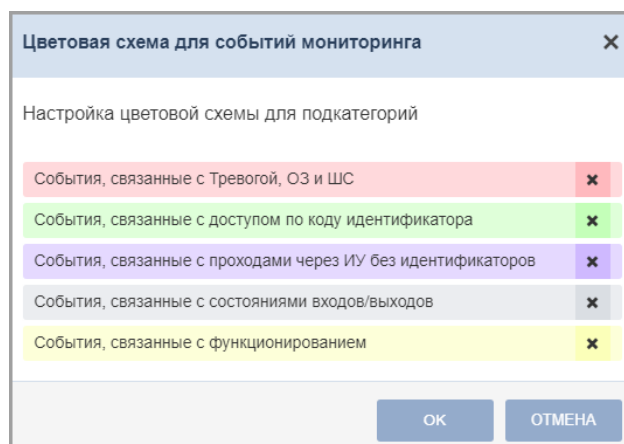 Цветовая схема для событий мониторинга
Настройка цветовой схемы для подкатегорий
События, связанные с Тревогой, ОЗ и ШС
События, связанные с доступом по коду идентификатора
События, связанные с проходами через ИУ без идентификаторов
События, связанные с состояниями входов/выходов
События, связанные с функционированием
ОК ОТМЕНА